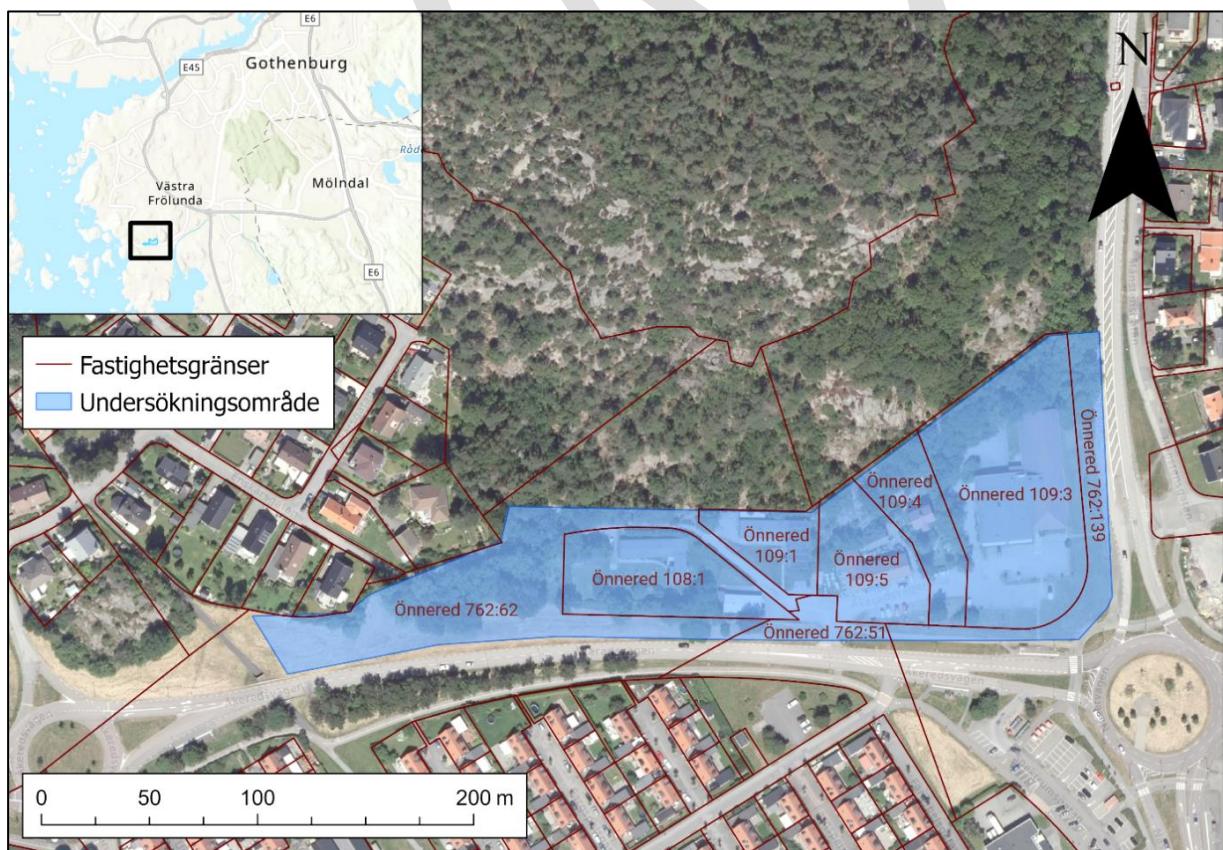 E6
E45
Gothenburg
Råd
Västra
Frölunda
Mölndal
E6
N
Fastighetsgränser
Undersökningsområde
Önnered
109:4
Önnered 109:3
Önnered 762:139
Önnered
109:1
Önnered
109:5
Önnered 108:1
Önnered 762:62
Önnered 762:51
0 50 100 200 m